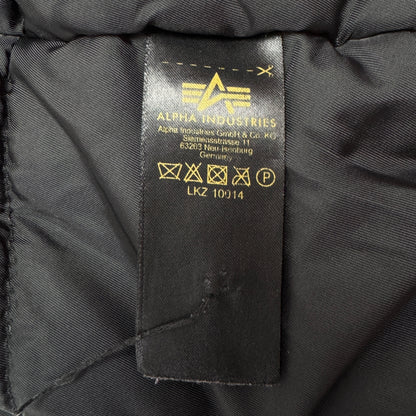 ALPHA INDUSTRIES
Alpha Industries GmbH & Co. KG
Siemensstrasse 11
63263 Neu-Isenburg
Germany
P
LKZ 10014